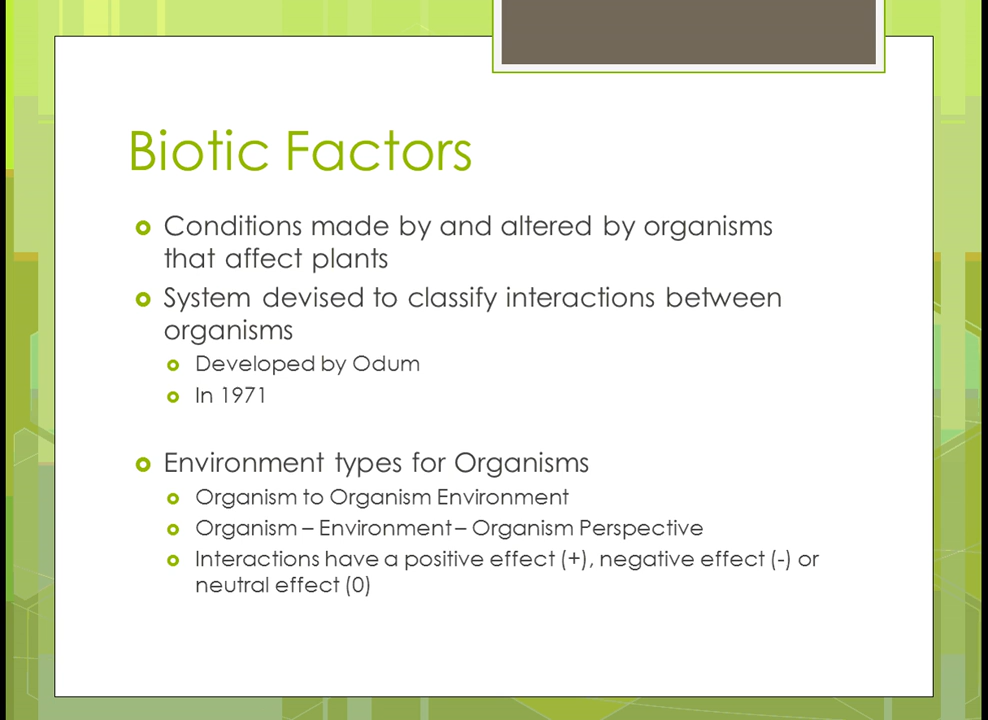 Biotic Factors
Conditions made by and altered by organisms
that affect plants
System devised to classify interactions between
organisms
Developed by Odum
In 1971
Environment types for Organisms
Organism to Organism Environment
Organism – Environment – Organism Perspective
Interactions have a positive effect (+), negative effect (-) or
neutral effect (0)